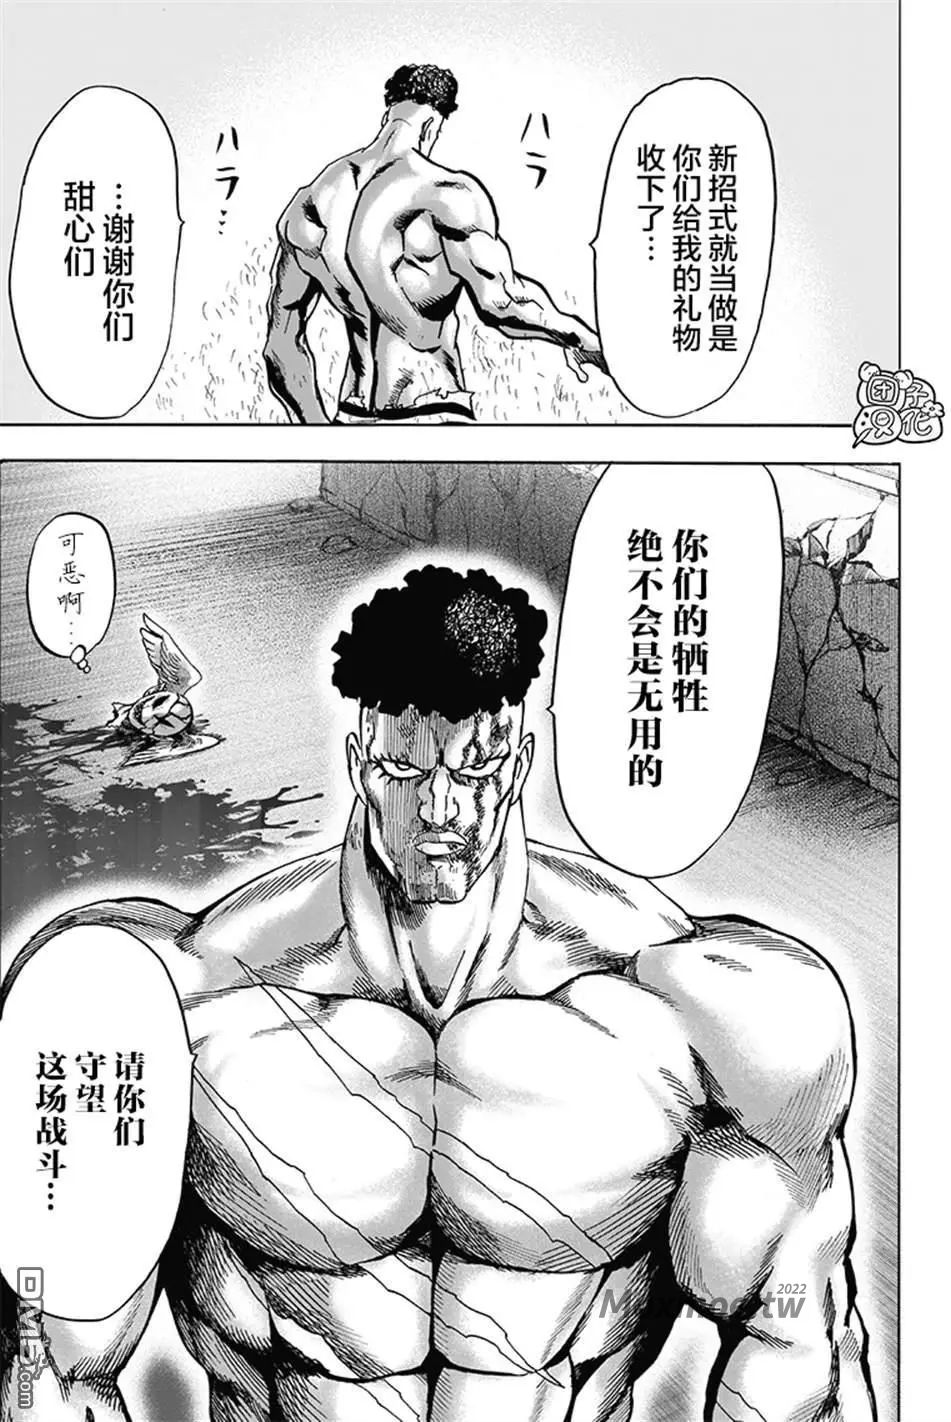 新招式就当做是
你们给我的礼物
收下了…
ハラ
ハラ
…谢谢你们
甜心们
团子
汉化
你们的牺牲
绝不会是无用的
可恶啊…
请你们
守望
这场战斗…
2022
DM5.com